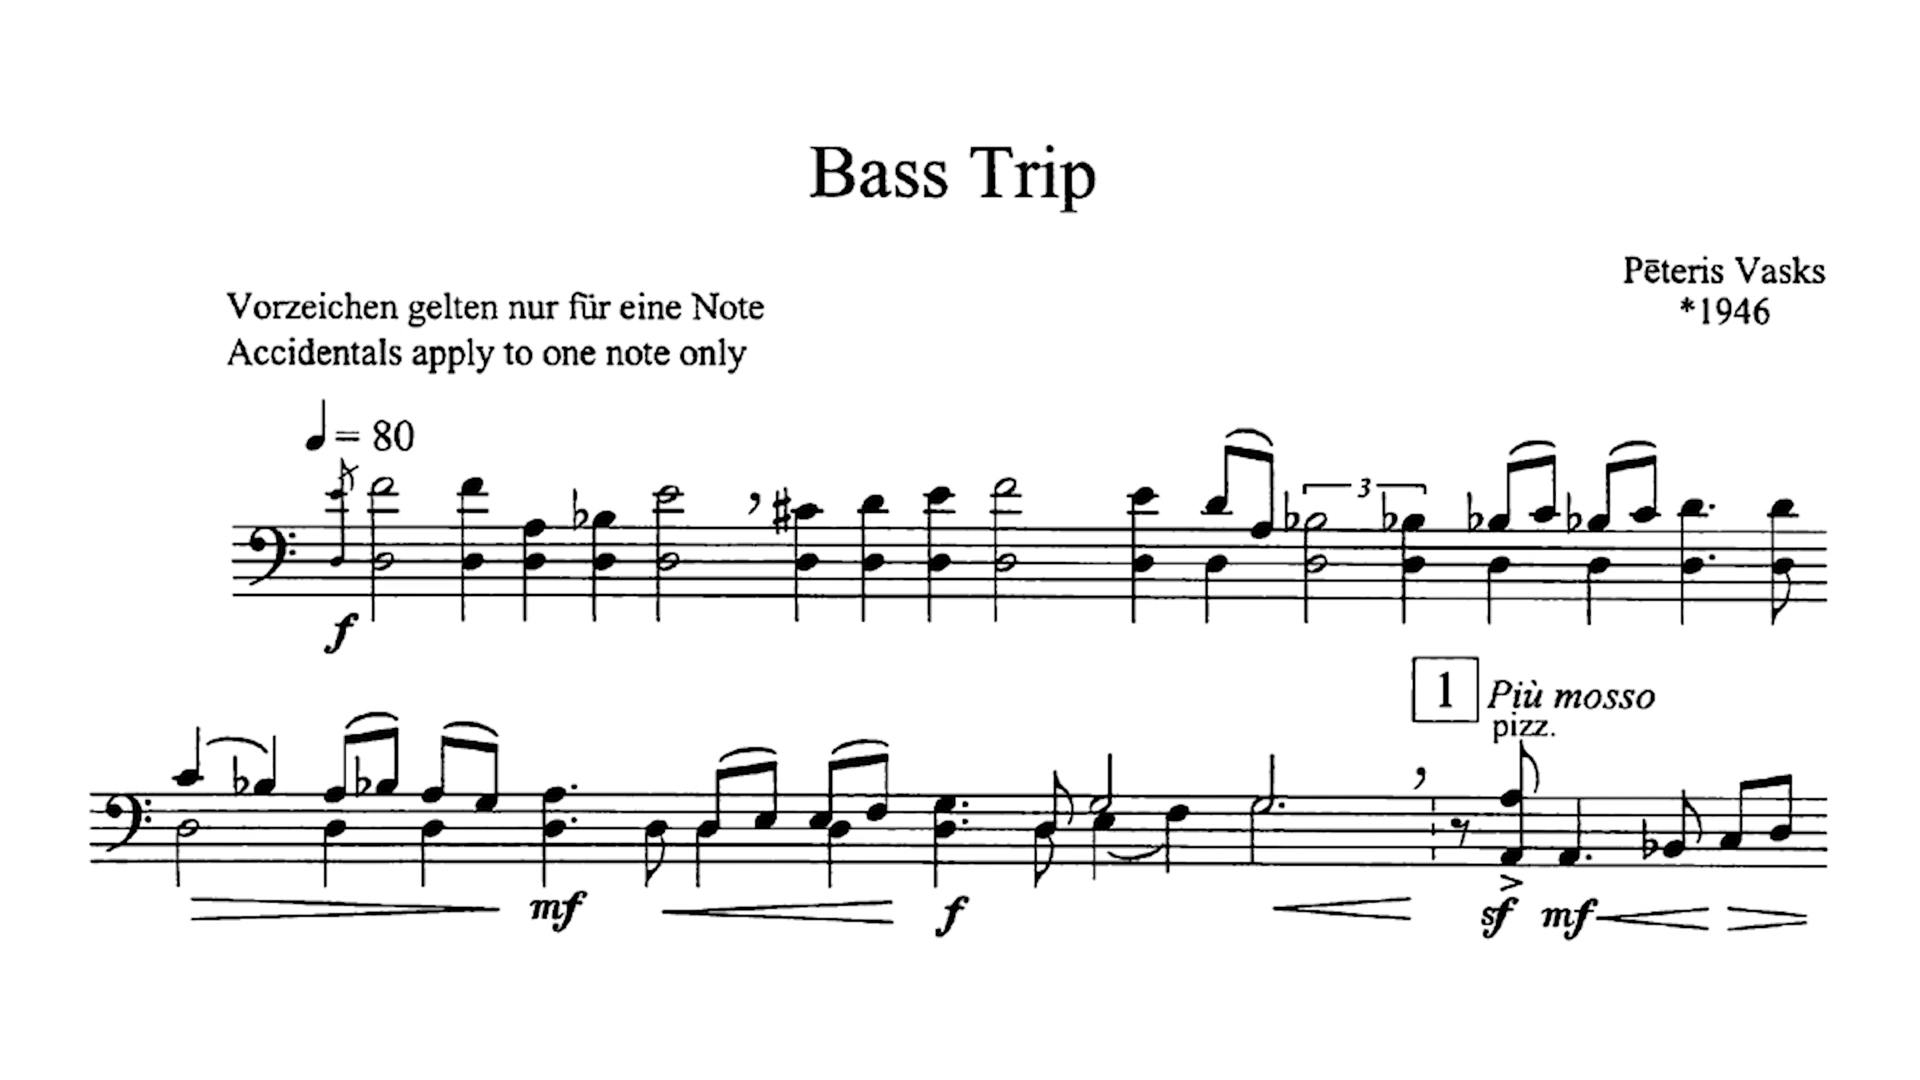 Bass Trip
Pēteris Vasks
*1946
Vorzeichen gelten nur für eine Note
Accidentals apply to one note only
= 80
3
f
1 Più mosso
pizz.
mf f sf mf